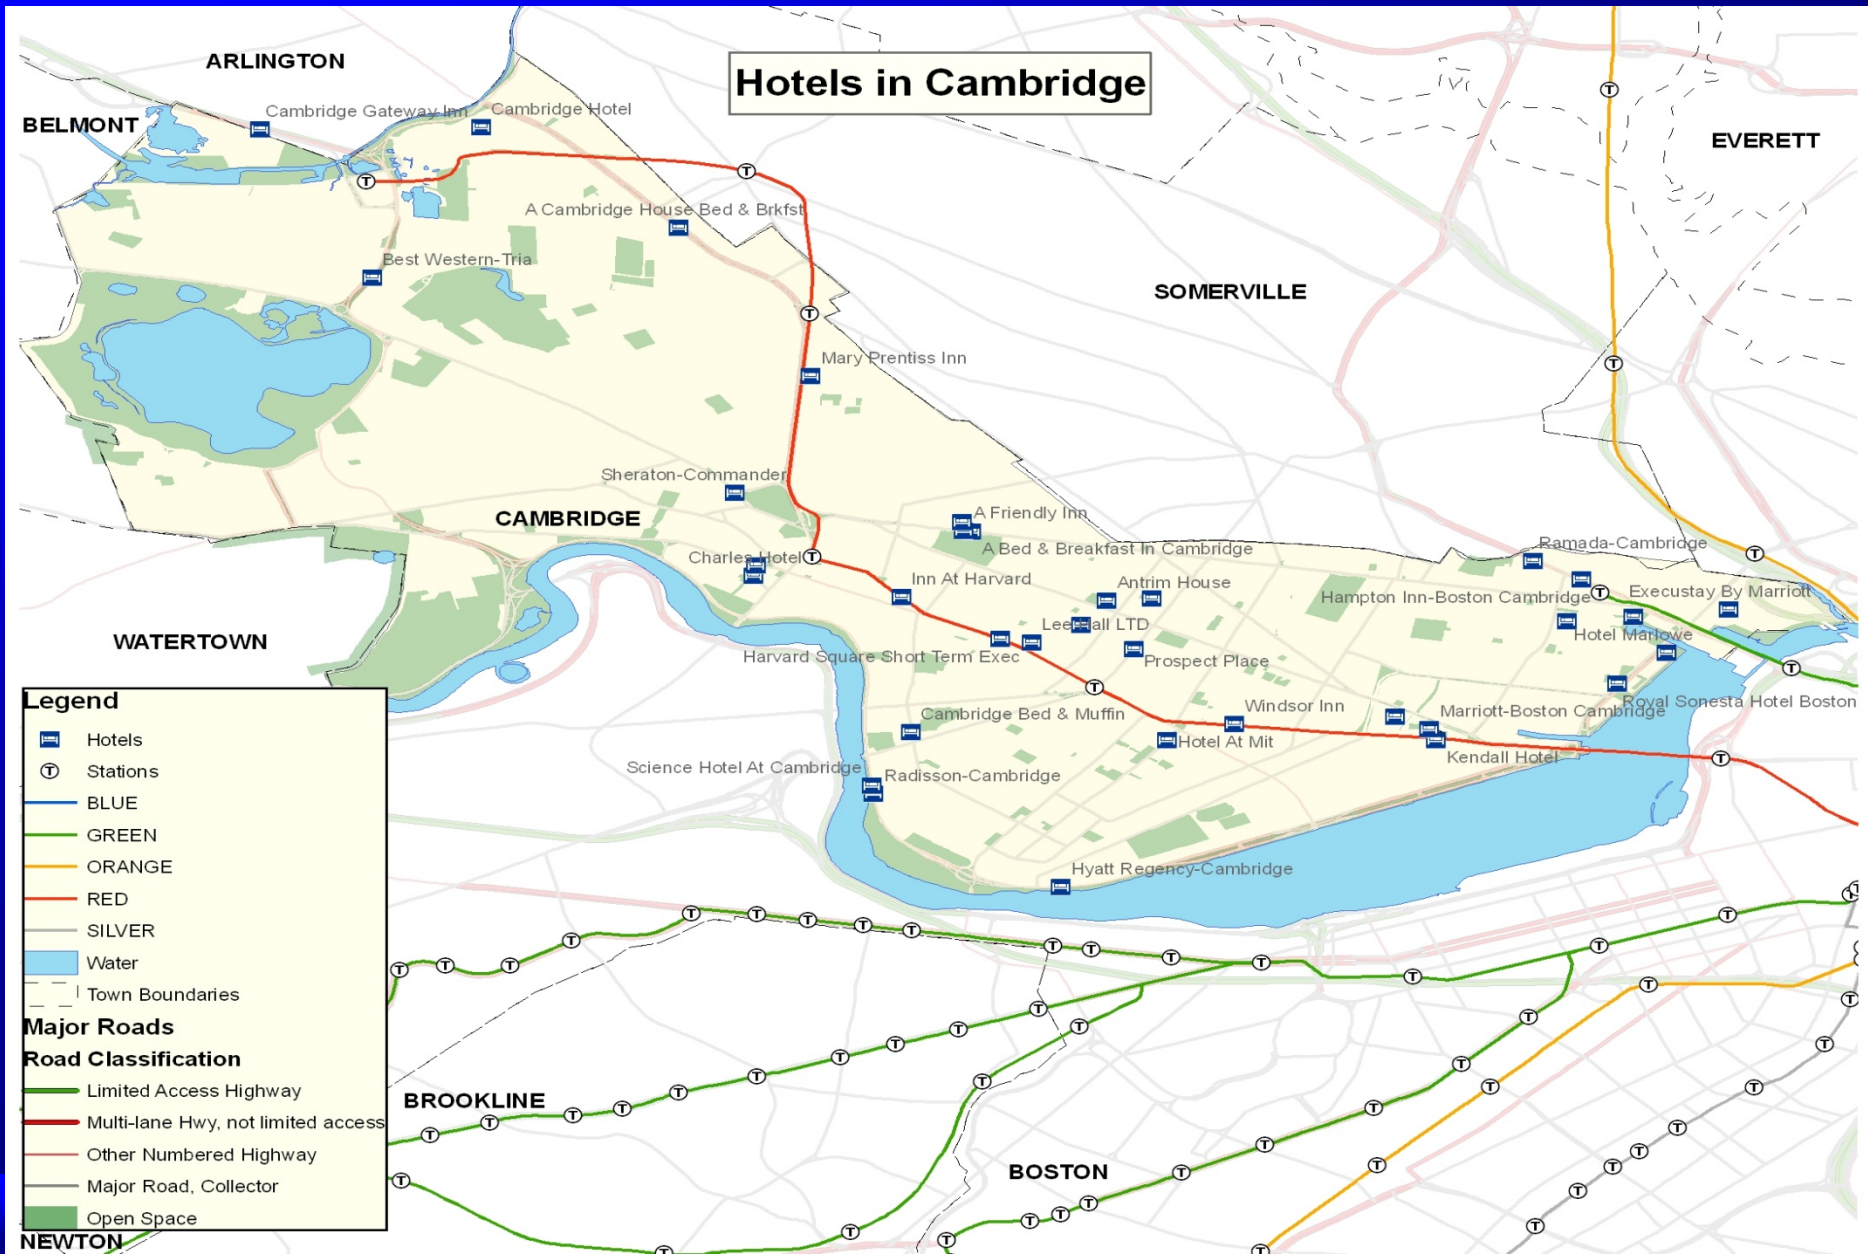 Hotels in Cambridge
ARLINGTON
BELMONT
EVERETT
Cambridge Gateway Inn
Cambridge Hotel
A Cambridge House Bed & Brkfst
Best Western-Tria
SOMERVILLE
Mary Prentiss Inn
Sheraton-Commander
CAMBRIDGE
A Friendly Inn
A Bed & Breakfast In Cambridge
Ramada-Cambridge
Charles Hotel
Inn At Harvard
Antrim House
Hampton Inn-Boston Cambridge
Execustay By Marriott
WATERTOWN
Lee Hall LTD
Hotel Marlowe
Harvard Square Short Term Exec
Prospect Place
Royal Sonesta Hotel Boston
Cambridge Bed & Muffin
Windsor Inn
Marriott-Boston Cambridge
Hotel At Mit
Kendall Hotel
Science Hotel At Cambridge
Radisson-Cambridge
Hyatt Regency-Cambridge
Legend
Hotels
T Stations
BLUE
GREEN
ORANGE
RED
SILVER
Water
Town Boundaries
Major Roads
Road Classification
Limited Access Highway
Multi-lane Hwy, not limited access
Other Numbered Highway
Major Road, Collector
Open Space
BROOKLINE
BOSTON
NEWTON